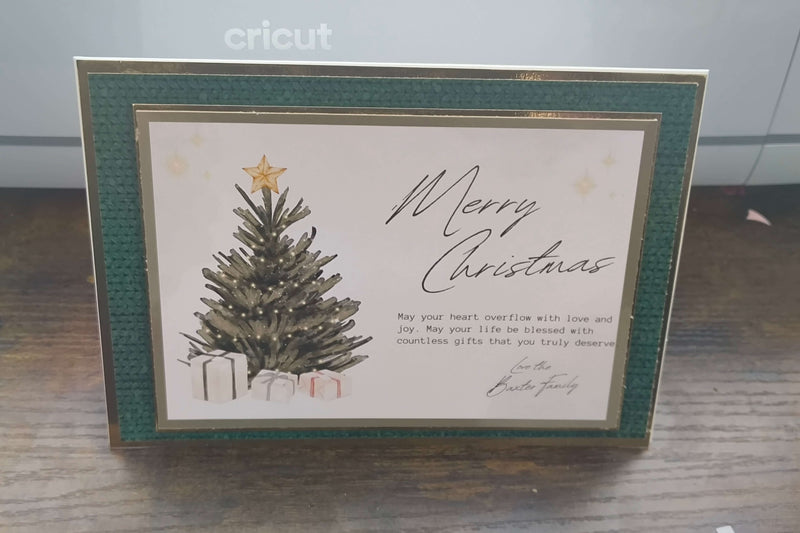 cricut
Merry
Christmas
May your heart overflow with love and
joy. May your life be blessed with
countless gifts that you truly deserve
Love the
Baxter Family